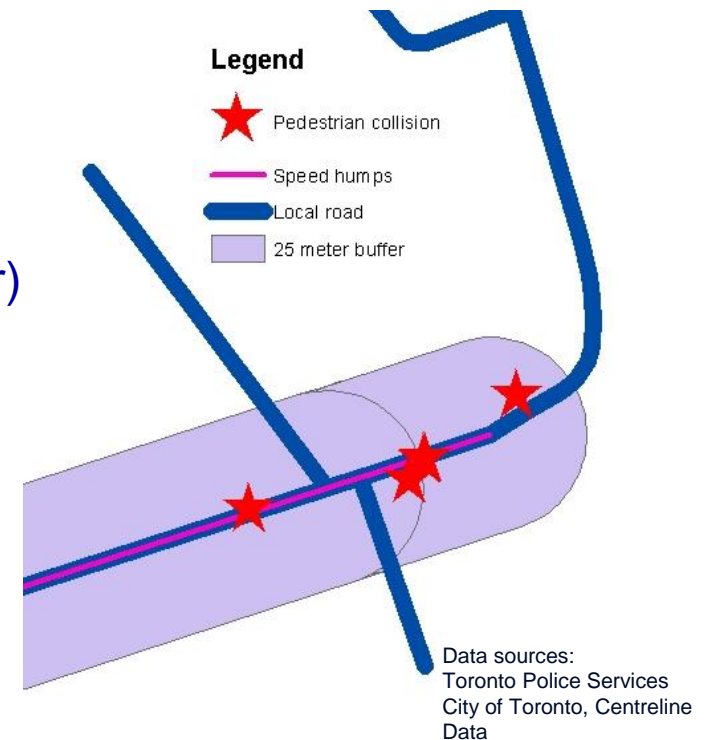 Legend
Pedestrian collision
Speed humps
Local road
25 meter buffer
r)
Data sources:
Toronto Police Services
City of Toronto, Centreline
Data